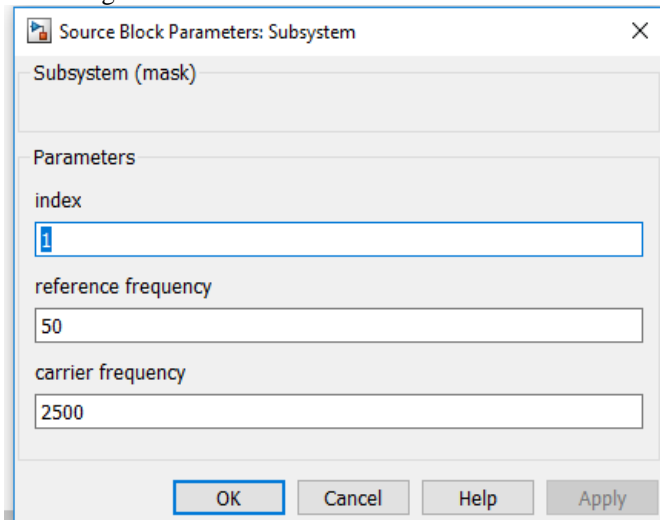 Source Block Parameters: Subsystem
Subsystem (mask)
Parameters
index
1
reference frequency
50
carrier frequency
2500
OK Cancel Help Apply